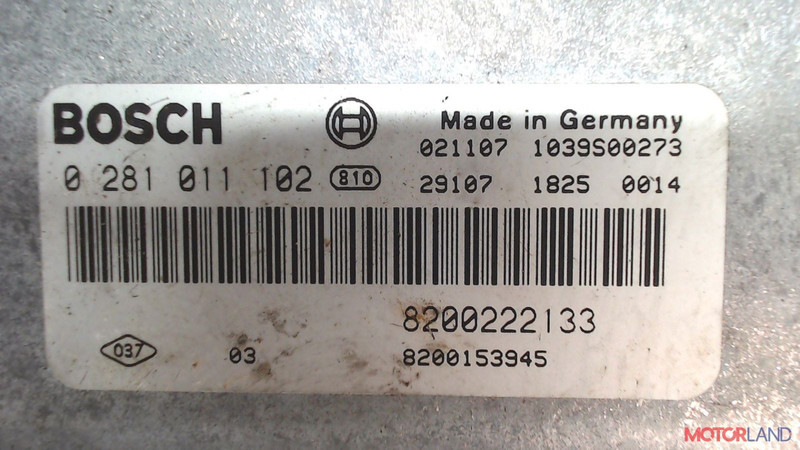 BOSCH Made in Germany
021107 1039S00273
0 281 011 102 810 29107 1825 0014
8200222133
037 03 8200153945
MOTORLAND